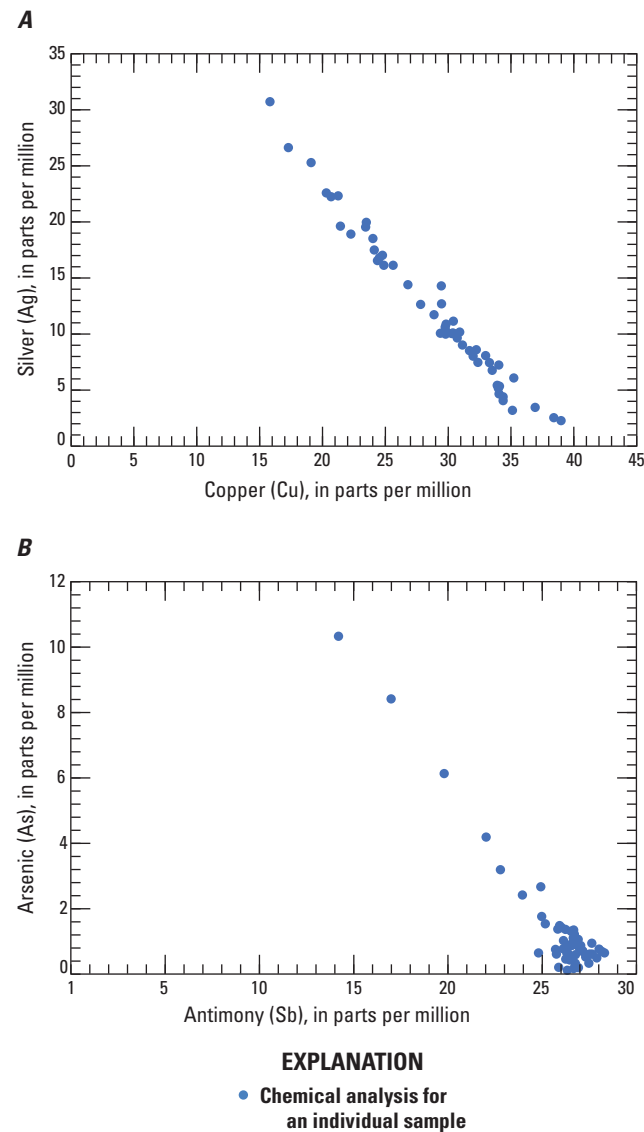 A
35
30
25
20
15
10
5
0
Silver (Ag), in parts per million
0 5 10 15 20 25 30 35 40 45
Copper (Cu), in parts per million
B
12
10
8
6
4
2
0
Arsenic (As), in parts per million
1 5 10 15 20 25 30
Antimony (Sb), in parts per million
EXPLANATION
Chemical analysis for
an individual sample